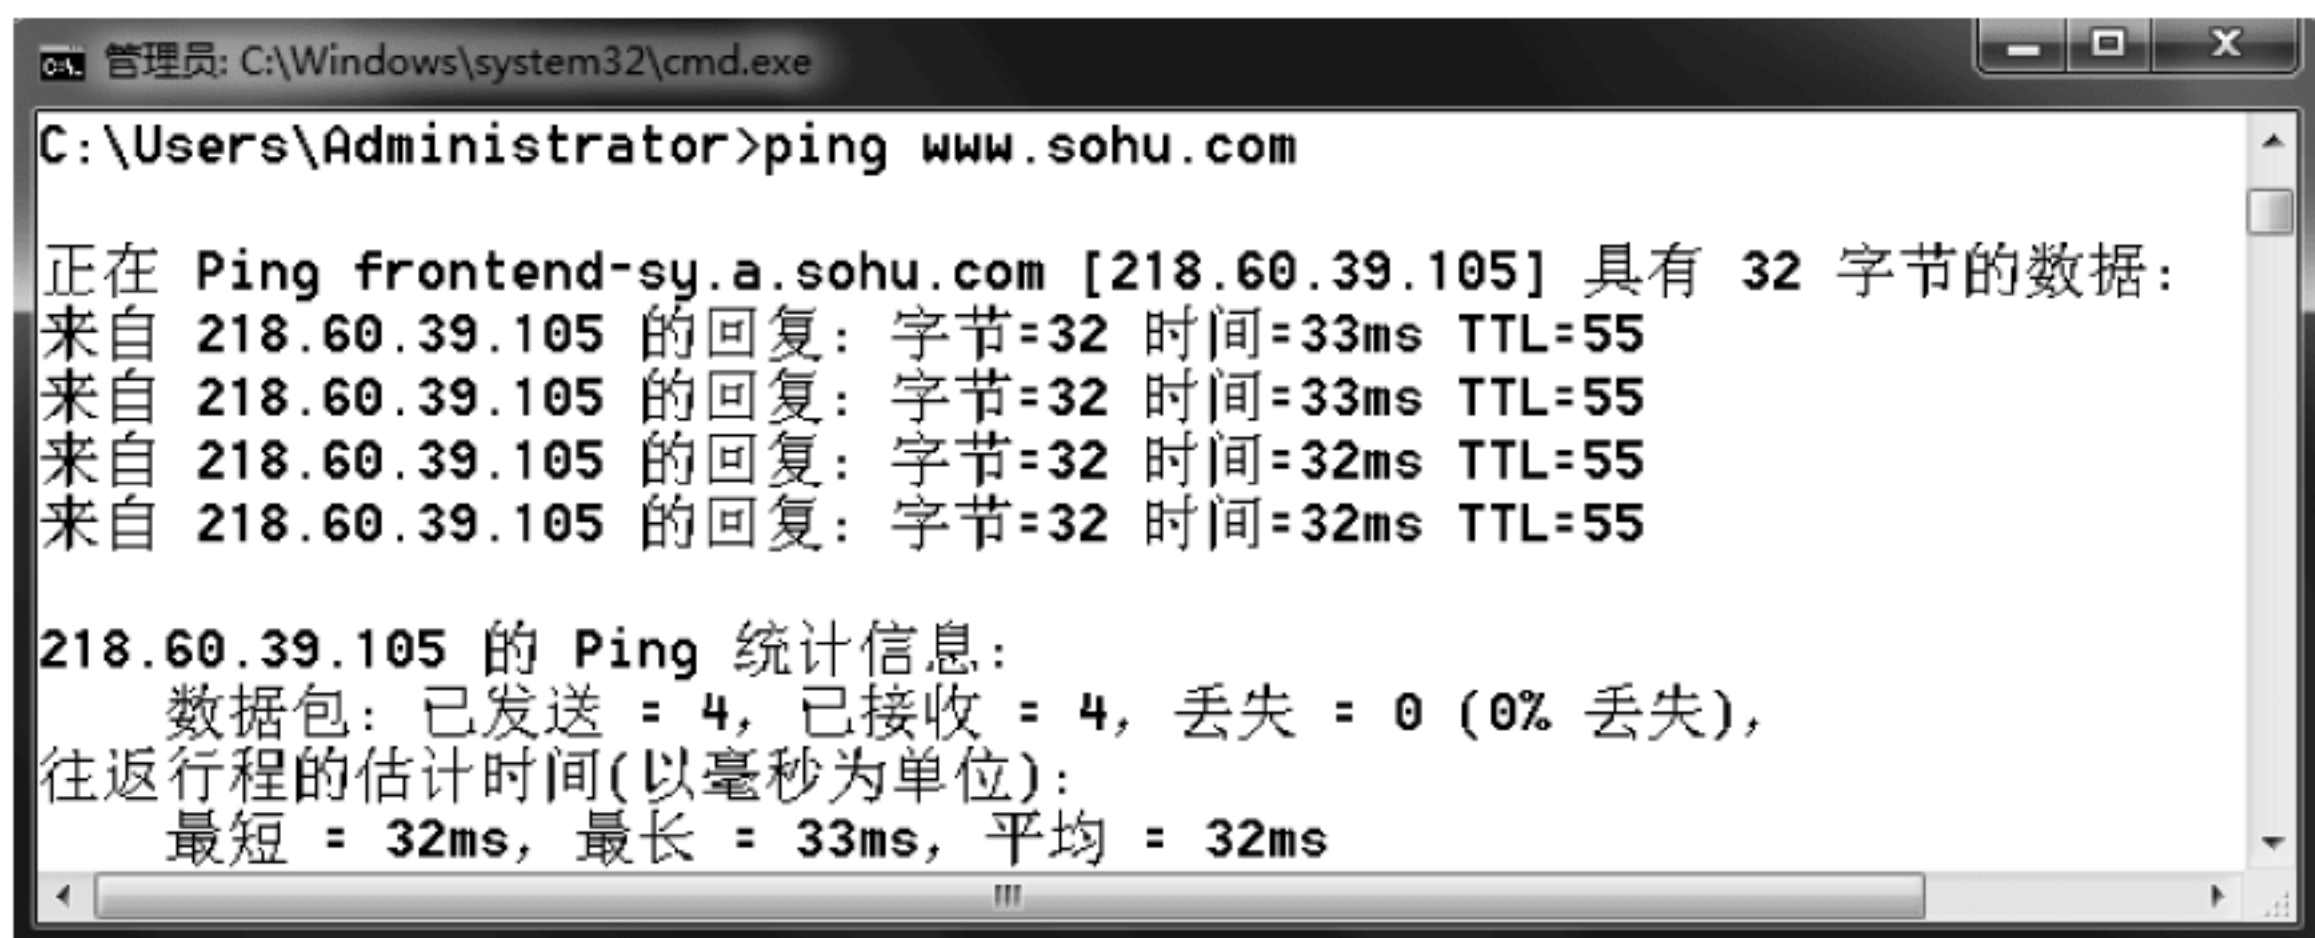 管理员: C:\Windows\system32\cmd.exe
C:\Users\Administrator>ping www.sohu.com
正在 Ping frontend-sy.a.sohu.com [218.60.39.105] 具有 32 字节的数据:
来自 218.60.39.105 的回复: 字节=32 时间=33ms TTL=55
来自 218.60.39.105 的回复: 字节=32 时间=33ms TTL=55
来自 218.60.39.105 的回复: 字节=32 时间=32ms TTL=55
来自 218.60.39.105 的回复: 字节=32 时间=32ms TTL=55
218.60.39.105 的 Ping 统计信息:
数据包: 已发送 = 4，已接收 = 4，丢失 = 0 (0% 丢失)，
往返行程的估计时间(以毫秒为单位):
最短 = 32ms，最长 = 33ms，平均 = 32ms